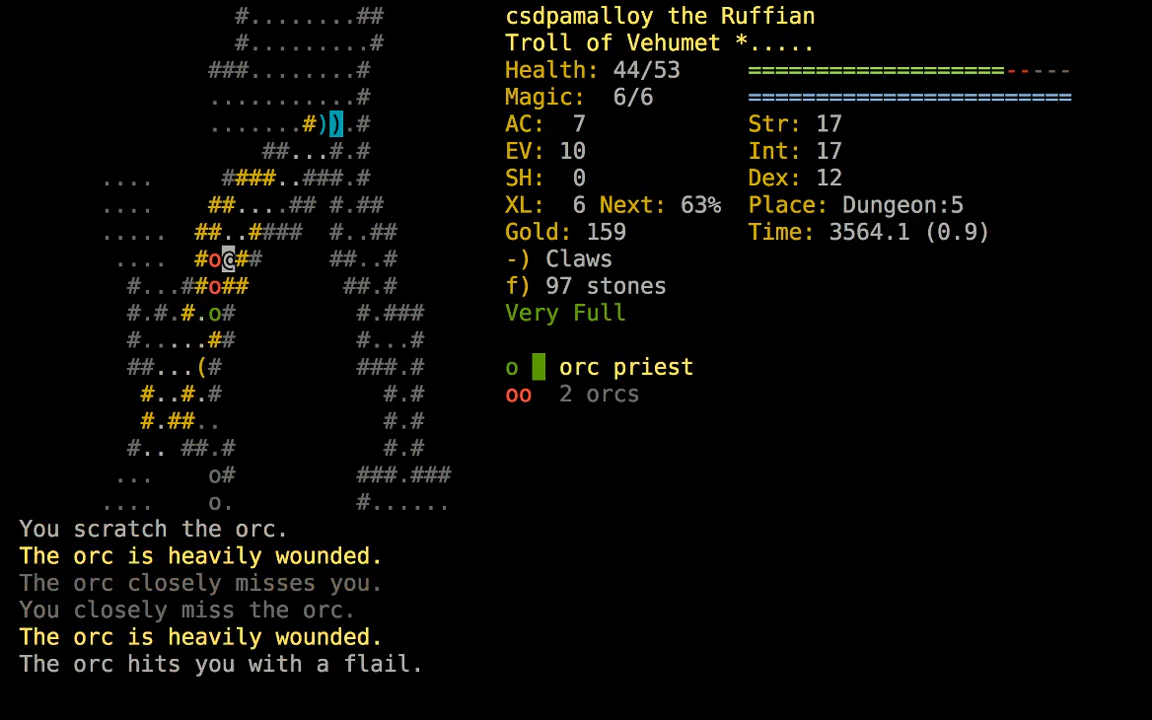 #........##    csdpamalloy the Ruffian
#.........#    Troll of Vehumet *.....
###........#    Health: 44/53    ===================-----
...........#    Magic:  6/6    ========================
.......#)).#    AC:  7    Str: 17
##...#.#    EV: 10    Int: 17
....    ####..###.#    SH:  0    Dex: 12
....    ##....## #.##    XL:  6 Next: 63%  Place: Dungeon:5
.....  ##..#### #..##    Gold: 159    Time: 3564.1 (0.9)
....  #o@##    ##..#    -) Claws
#...##o##    ##.#    f) 97 stones
#.#.#.o#    #.###    Very Full
#.....##    #...#
##...(#    ###.#    o   orc priest
#..#.#    #.#    oo  2 orcs
#.##..    #.#
#.. ##.#    #.#
...    o#    ###.###
....    o.    #......
You scratch the orc.
The orc is heavily wounded.
The orc closely misses you.
You closely miss the orc.
The orc is heavily wounded.
The orc hits you with a flail.